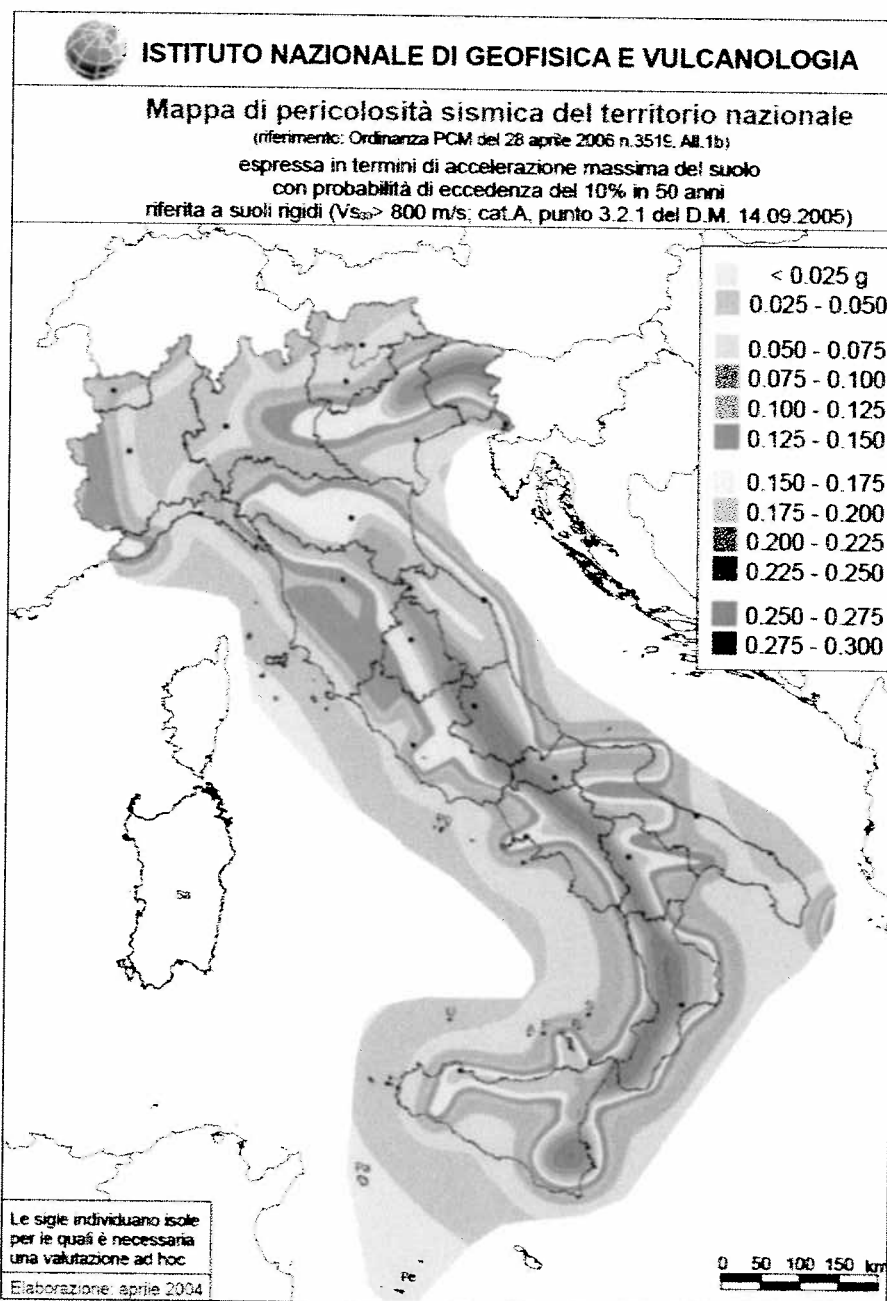 ISTITUTO NAZIONALE DI GEOFISICA E VULCANOLOGIA
Mappa di pericolosità sismica del territorio nazionale
(riferimento: Ordinanza PCM del 28 aprile 2006 n.3519, All.1b)
espressa in termini di accelerazione massima del suolo
con probabilità di eccedenza del 10% in 50 anni
riferita a suoli rigidi (Vs₃₀> 800 m/s; cat.A, punto 3.2.1 del D.M. 14.09.2005)
< 0.025 g
0.025 - 0.050
0.050 - 0.075
0.075 - 0.100
0.100 - 0.125
0.125 - 0.150
0.150 - 0.175
0.175 - 0.200
0.200 - 0.225
0.225 - 0.250
0.250 - 0.275
0.275 - 0.300
Sa
Pe
Le sigle individuano isole
per le quali è necessaria
una valutazione ad hoc
Elaborazione: aprile 2004
0 50 100 150 km